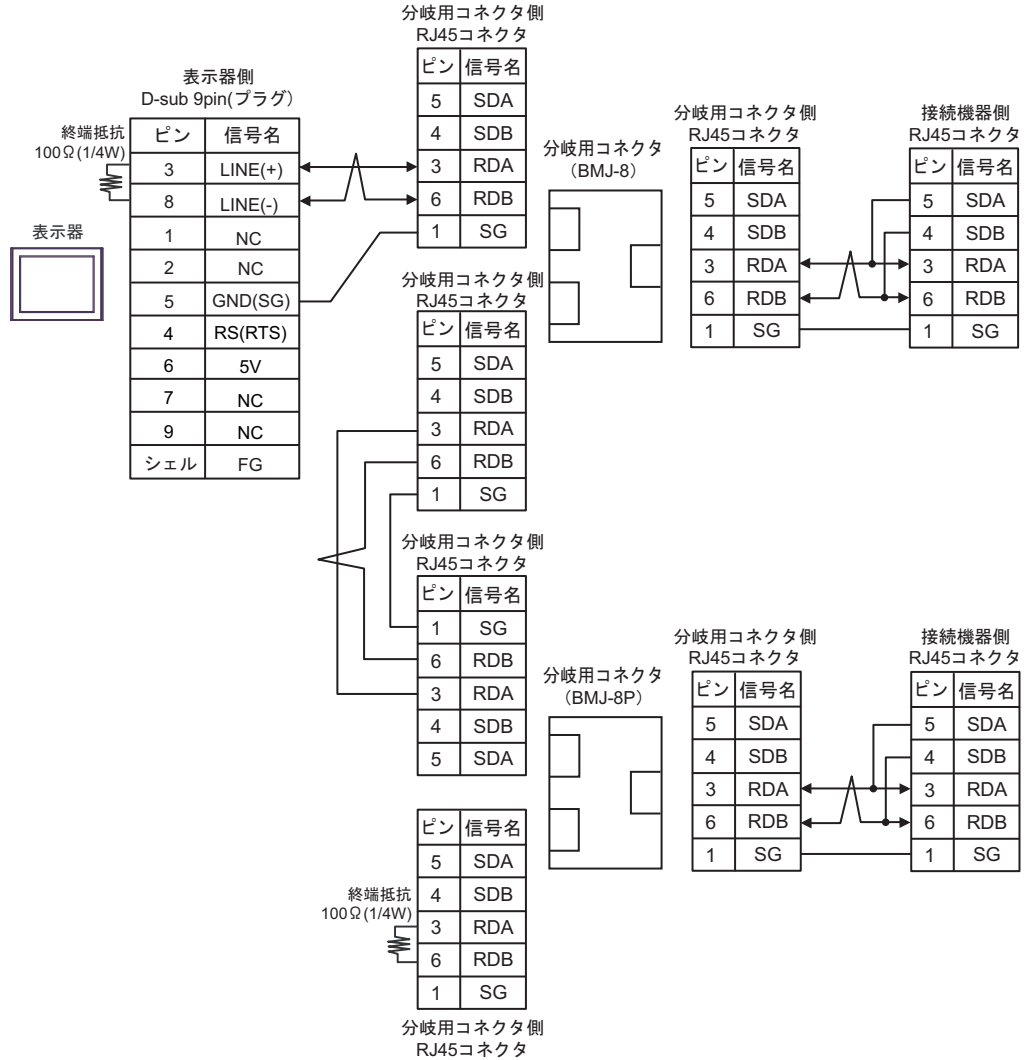 分岐用コネクタ側
RJ45コネクタ
ピン 信号名
5 SDA
4 SDB
3 RDA
6 RDB
1 SG
表示器側
D-sub 9pin(プラグ)
終端抵抗
100Ω(1/4W)
ピン 信号名
3 LINE(+)
8 LINE(-)
1 NC
2 NC
5 GND(SG)
4 RS(RTS)
6 5V
7 NC
9 NC
シェル FG
表示器
分岐用コネクタ
(BMJ-8)
分岐用コネクタ側
RJ45コネクタ
ピン 信号名
5 SDA
4 SDB
3 RDA
6 RDB
1 SG
接続機器側
RJ45コネクタ
ピン 信号名
5 SDA
4 SDB
3 RDA
6 RDB
1 SG
分岐用コネクタ側
RJ45コネクタ
ピン 信号名
5 SDA
4 SDB
3 RDA
6 RDB
1 SG
分岐用コネクタ側
RJ45コネクタ
ピン 信号名
1 SG
6 RDB
3 RDA
4 SDB
5 SDA
分岐用コネクタ
(BMJ-8P)
分岐用コネクタ側
RJ45コネクタ
ピン 信号名
5 SDA
4 SDB
3 RDA
6 RDB
1 SG
接続機器側
RJ45コネクタ
ピン 信号名
5 SDA
4 SDB
3 RDA
6 RDB
1 SG
終端抵抗
100Ω(1/4W)
ピン 信号名
5 SDA
4 SDB
3 RDA
6 RDB
1 SG
分岐用コネクタ側
RJ45コネクタ